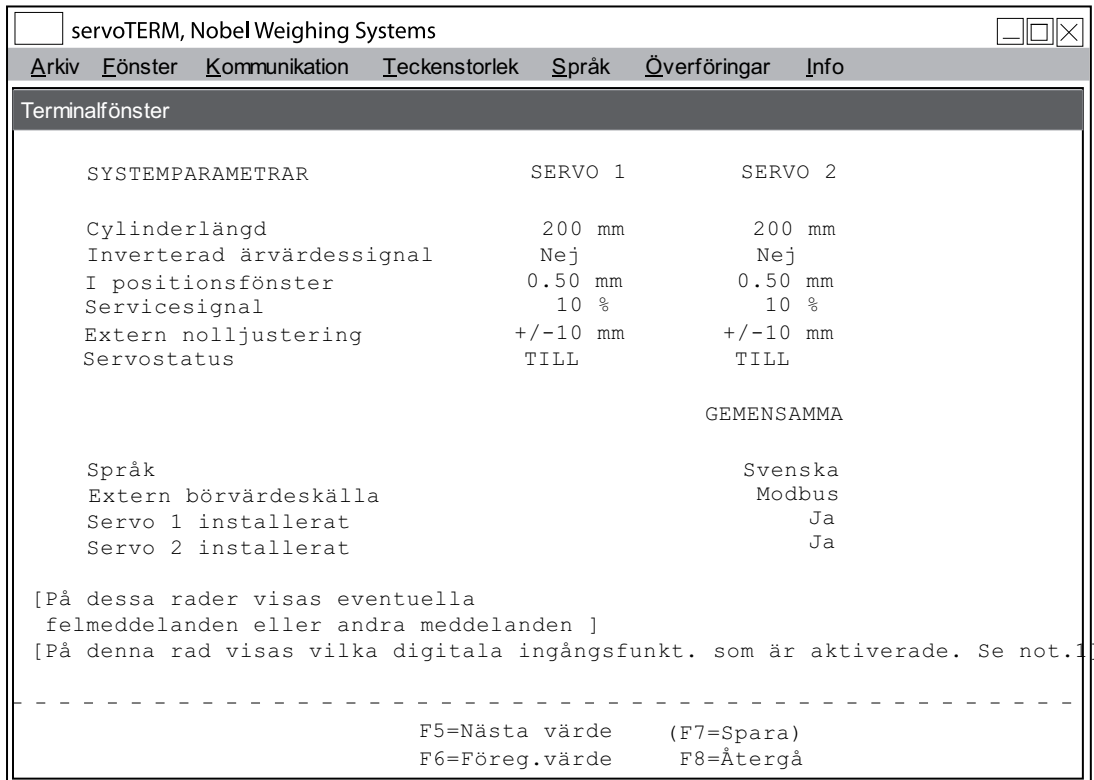 servoTERM, Nobel Weighing Systems
Arkiv Fönster Kommunikation Teckenstorlek Språk Överföringar Info
Terminalfönster
SYSTEMPARAMETRAR SERVO 1 SERVO 2
Cylinderlängd 200 mm 200 mm
Inverterad ärvärdessignal Nej Nej
I positionsfönster 0.50 mm 0.50 mm
Servicesignal 10 % 10 %
Extern nolljustering +/-10 mm +/-10 mm
Servostatus TILL TILL
GEMENSAMMA
Språk Svenska
Extern börvärdeskälla Modbus
Servo 1 installerat Ja
Servo 2 installerat Ja
[På dessa rader visas eventuella
felmeddelanden eller andra meddelanden ]
[På denna rad visas vilka digitala ingångsfunkt. som är aktiverade. Se not.1]
F5=Nästa värde (F7=Spara)
F6=Föreg.värde F8=Återgå